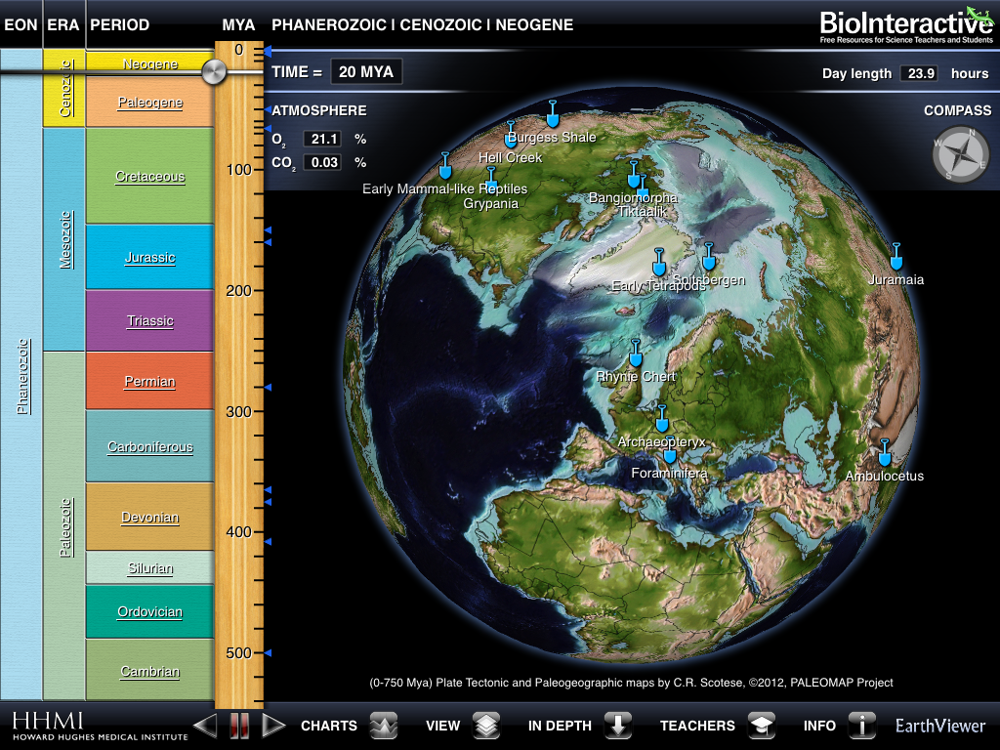 EON ERA PERIOD MYA PHANEROZOIC | CENOZOIC | NEOGENE
BioInteractive
Free Resources for Science Teachers and Students
TIME = 20 MYA
Day length 23.9 hours
ATMOSPHERE
O2 21.1 %
CO2 0.03 %
COMPASS
N
W
E
S
Phanerozoic
Cenozoic
Mesozoic
Paleozoic
Neogene
Paleogene
Cretaceous
Jurassic
Triassic
Permian
Carboniferous
Devonian
Silurian
Ordovician
Cambrian
0
100
200
300
400
500
Burgess Shale
Hell Creek
Early Mammal-like Reptiles
Grypania
Bangiomorpha
Tiktaalik
Early Tetrapods
Spitsbergen
Juramaia
Rhynie Chert
Archaeopteryx
Foraminifera
Ambulocetus
(0-750 Mya) Plate Tectonic and Paleogeographic maps by C.R. Scotese, ©2012, PALEOMAP Project
HHMI
HOWARD HUGHES MEDICAL INSTITUTE
CHARTS VIEW IN DEPTH TEACHERS INFO EarthViewer